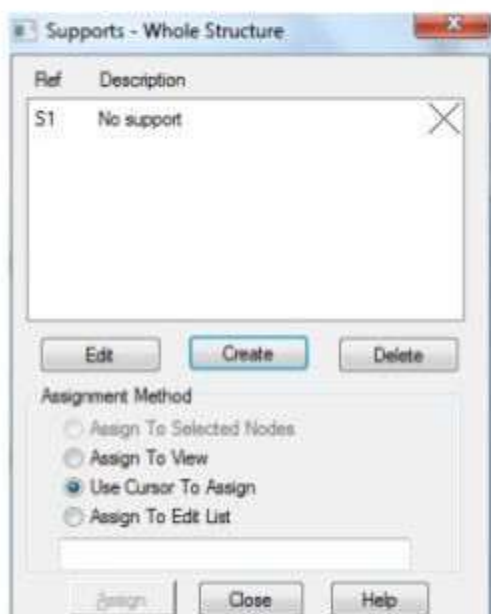 Supports - Whole Structure
Ref Description
S1 No support
Edit Create Delete
Assignment Method
Assign To Selected Nodes
Assign To View
Use Cursor To Assign
Assign To Edit List
Assign Close Help